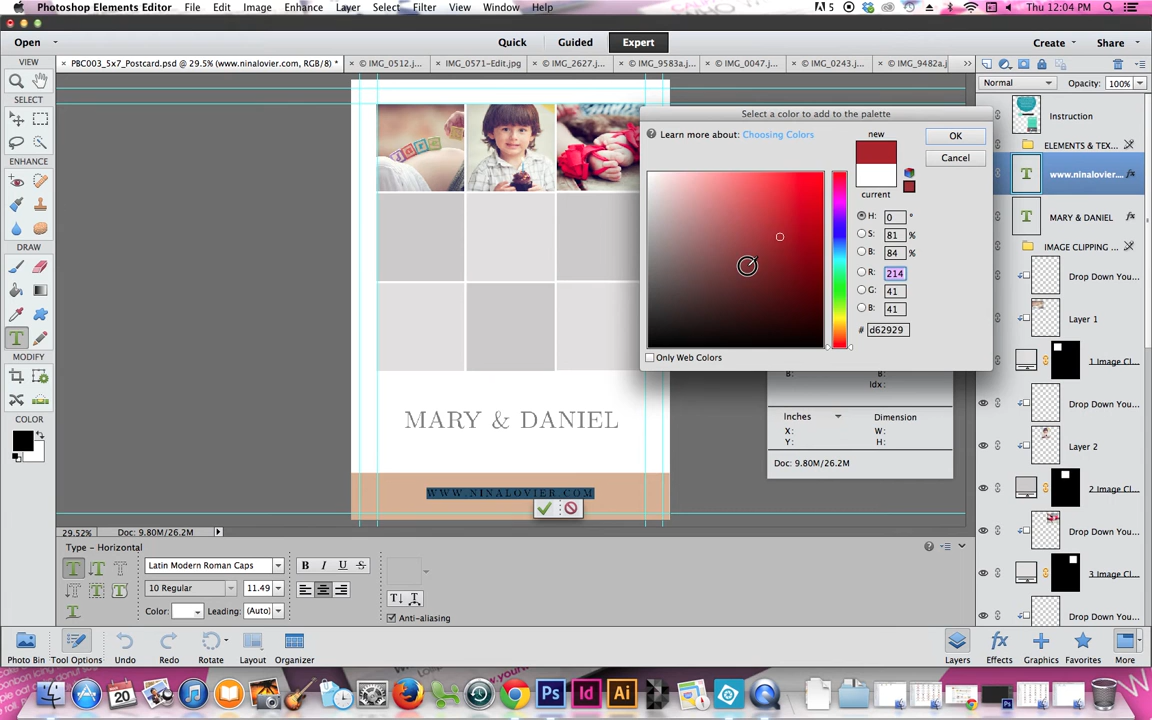 Photoshop Elements Editor File Edit Image Enhance Layer Select Filter View Window Help 5 Thu 12:04 PM
Open Quick Guided Expert Create Share
VIEW
PBC003_5x7_Postcard.psd @ 29.5% (www.ninalovier.com, RGB/8) * © IMG_0512.j... IMG_0571-Edit.jpg © IMG_2627.j... © IMG_9583a.j... © IMG_0047.j... © IMG_0243.j... © IMG_9482a.j
Normal Opacity: 100%
SELECT
ENHANCE
DRAW
MODIFY
COLOR
Select a color to add to the palette
Learn more about: Choosing Colors
new
current
OK
Cancel
H: 0 °
S: 81 %
B: 84 %
R: 214
G: 41
B: 41
# d62929
Only Web Colors
B:
Idx:
Inches Dimension
X: W:
Y: H:
Doc: 9.80M/26.2M
MARY & DANIEL
WWW.NINALOVIER.COM
Instruction
ELEMENTS & TEX...
www.ninalovier....
MARY & DANIEL
IMAGE CLIPPING ...
Drop Down You...
Layer 1
1 Image Cl...
Drop Down You...
Layer 2
2 Image Cl...
Drop Down You...
3 Image Cl...
Drop Down You...
29.52% Doc: 9.80M/26.2M
Type - Horizontal
Latin Modern Roman Caps B I U S
10 Regular 11.49
Color: Leading: (Auto) Anti-aliasing
Photo Bin Tool Options Undo Redo Rotate Layout Organizer Layers Effects Graphics Favorites More
20 Ps Id Ai